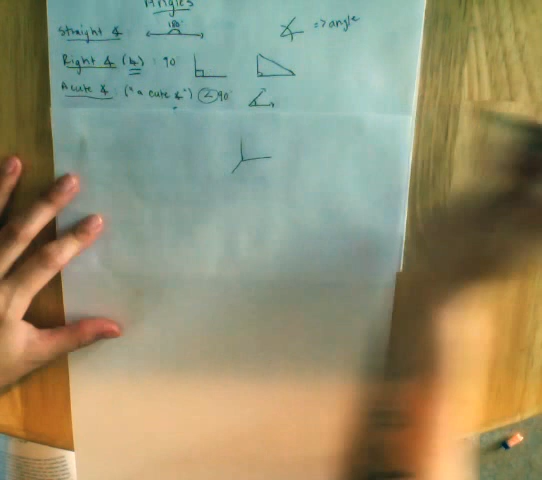 Angles
Straight ∡ : 180°
∡ => angle
Right ∡ (∟) : 90°
Acute ∡ : ("a cute ∡") < 90°